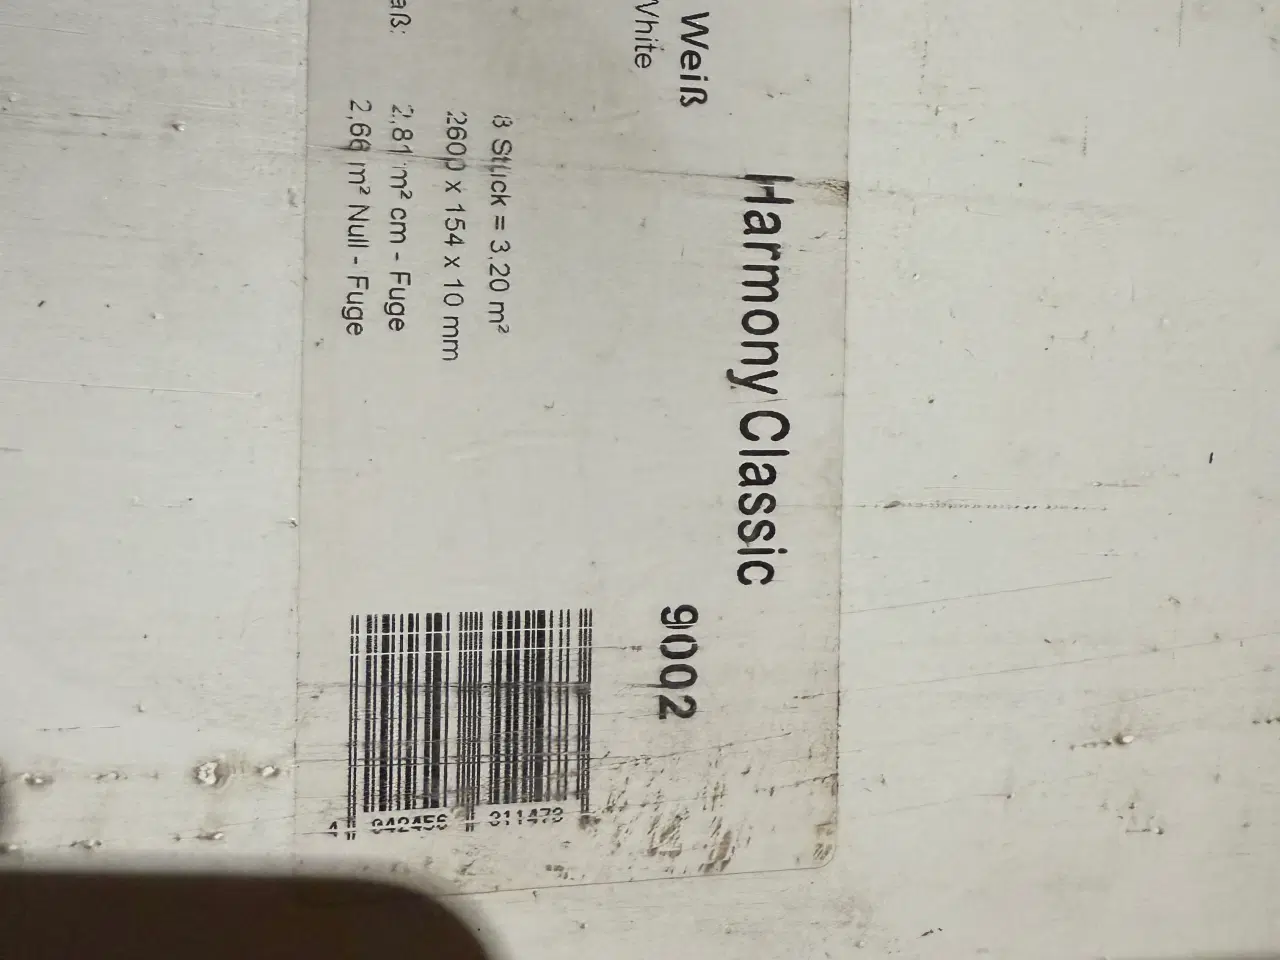 Harmony Classic
Weiß 9002
White
8 Stück = 3,20 m²
2600 x 154 x 10 mm
aß: 2,81 m² cm - Fuge
2,66 m² Null - Fuge